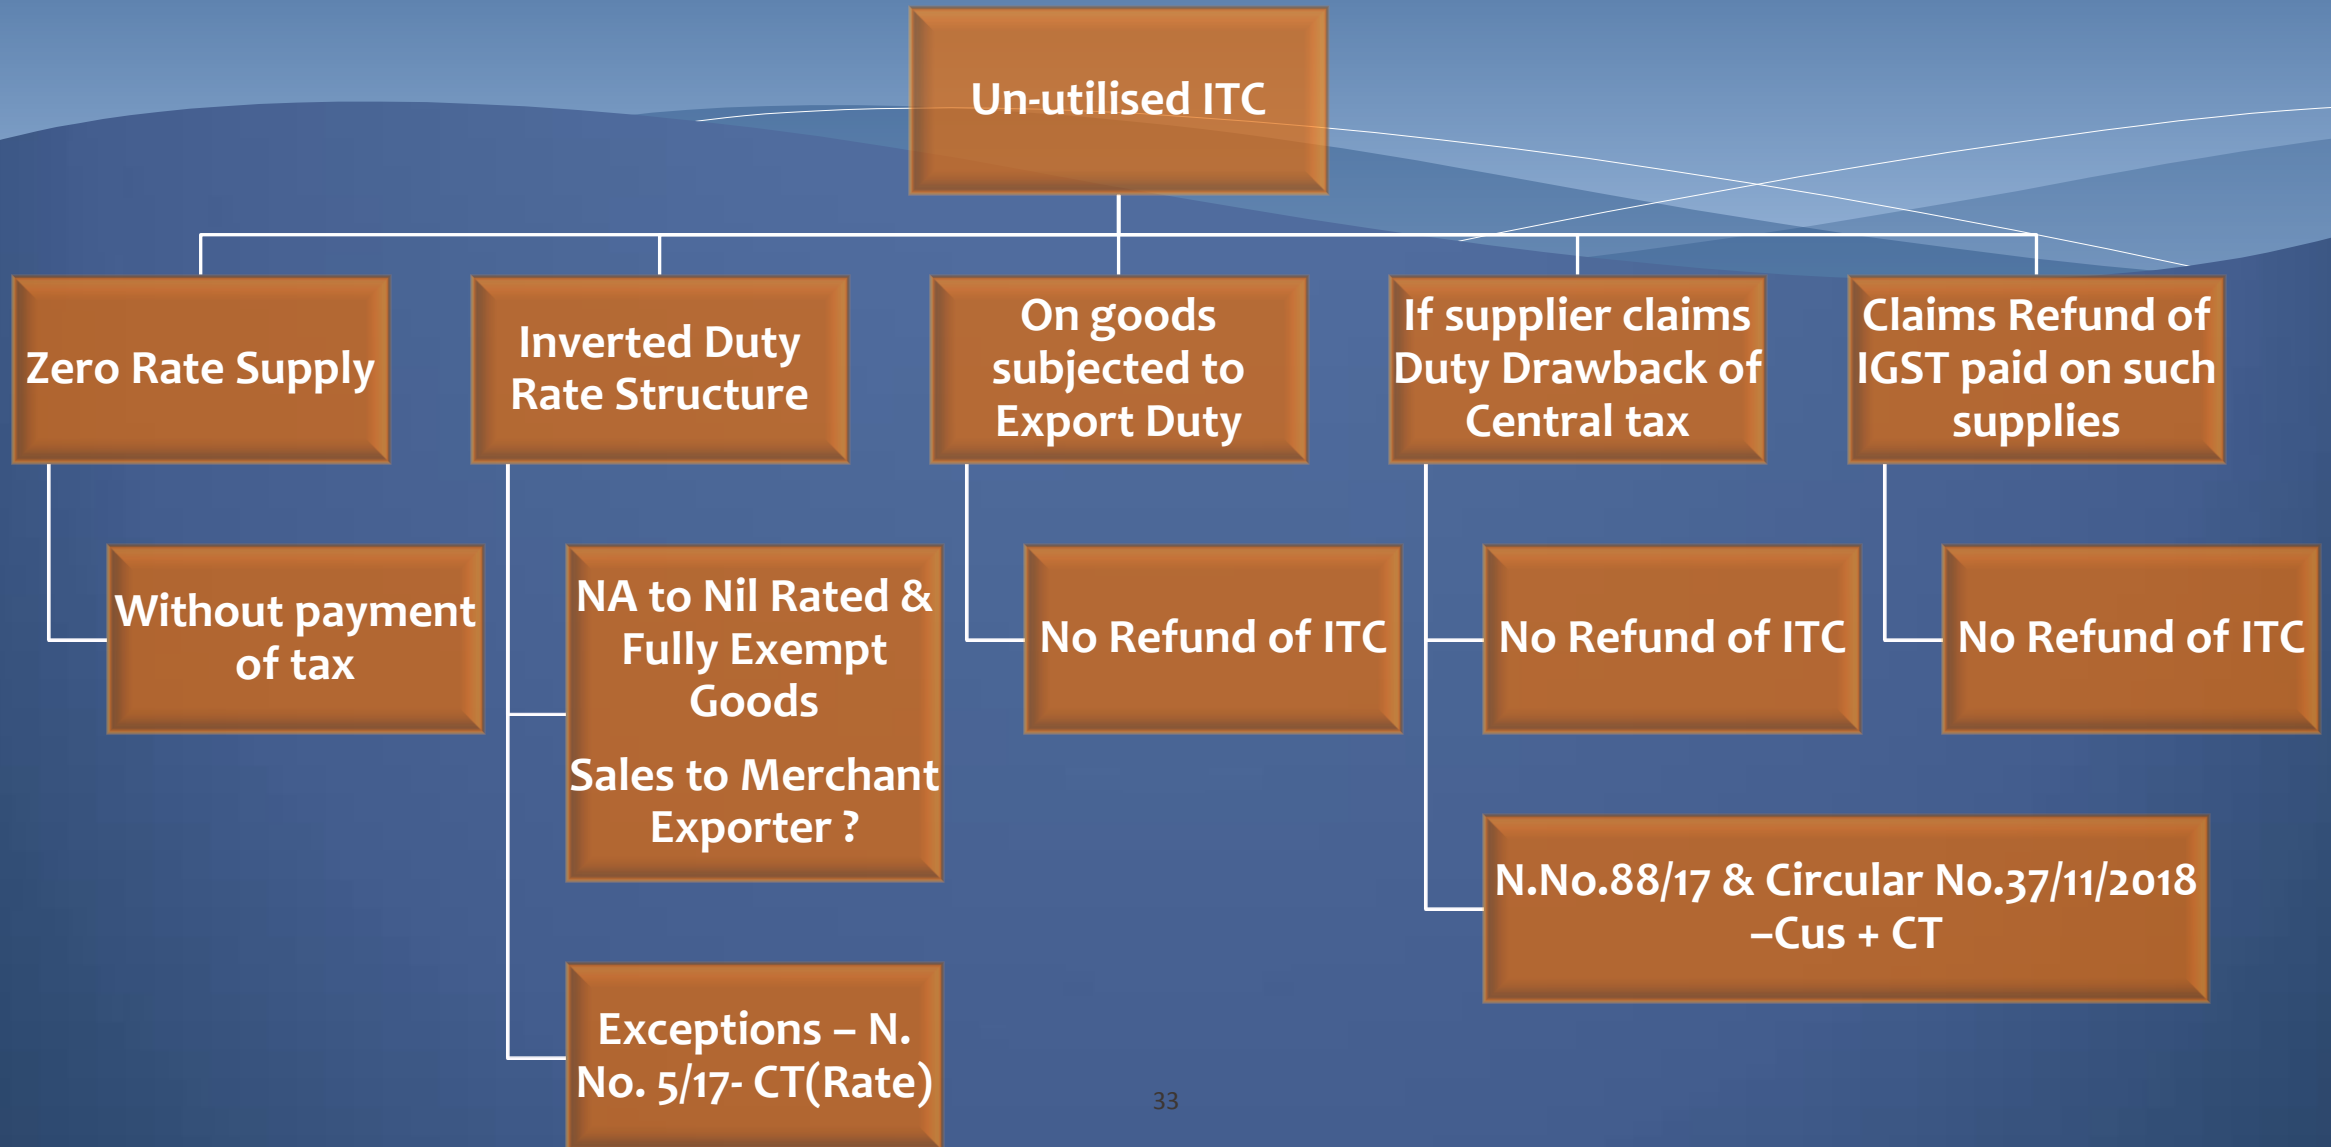 Un-utilised ITC
Zero Rate Supply
Inverted Duty
Rate Structure
On goods
subjected to
Export Duty
If supplier claims
Duty Drawback of
Central tax
Claims Refund of
IGST paid on such
supplies
Without payment
of tax
NA to Nil Rated &
Fully Exempt
Goods
Sales to Merchant
Exporter ?
No Refund of ITC
No Refund of ITC
No Refund of ITC
N.No.88/17 & Circular No.37/11/2018
–Cus + CT
Exceptions – N.
No. 5/17- CT(Rate)
33